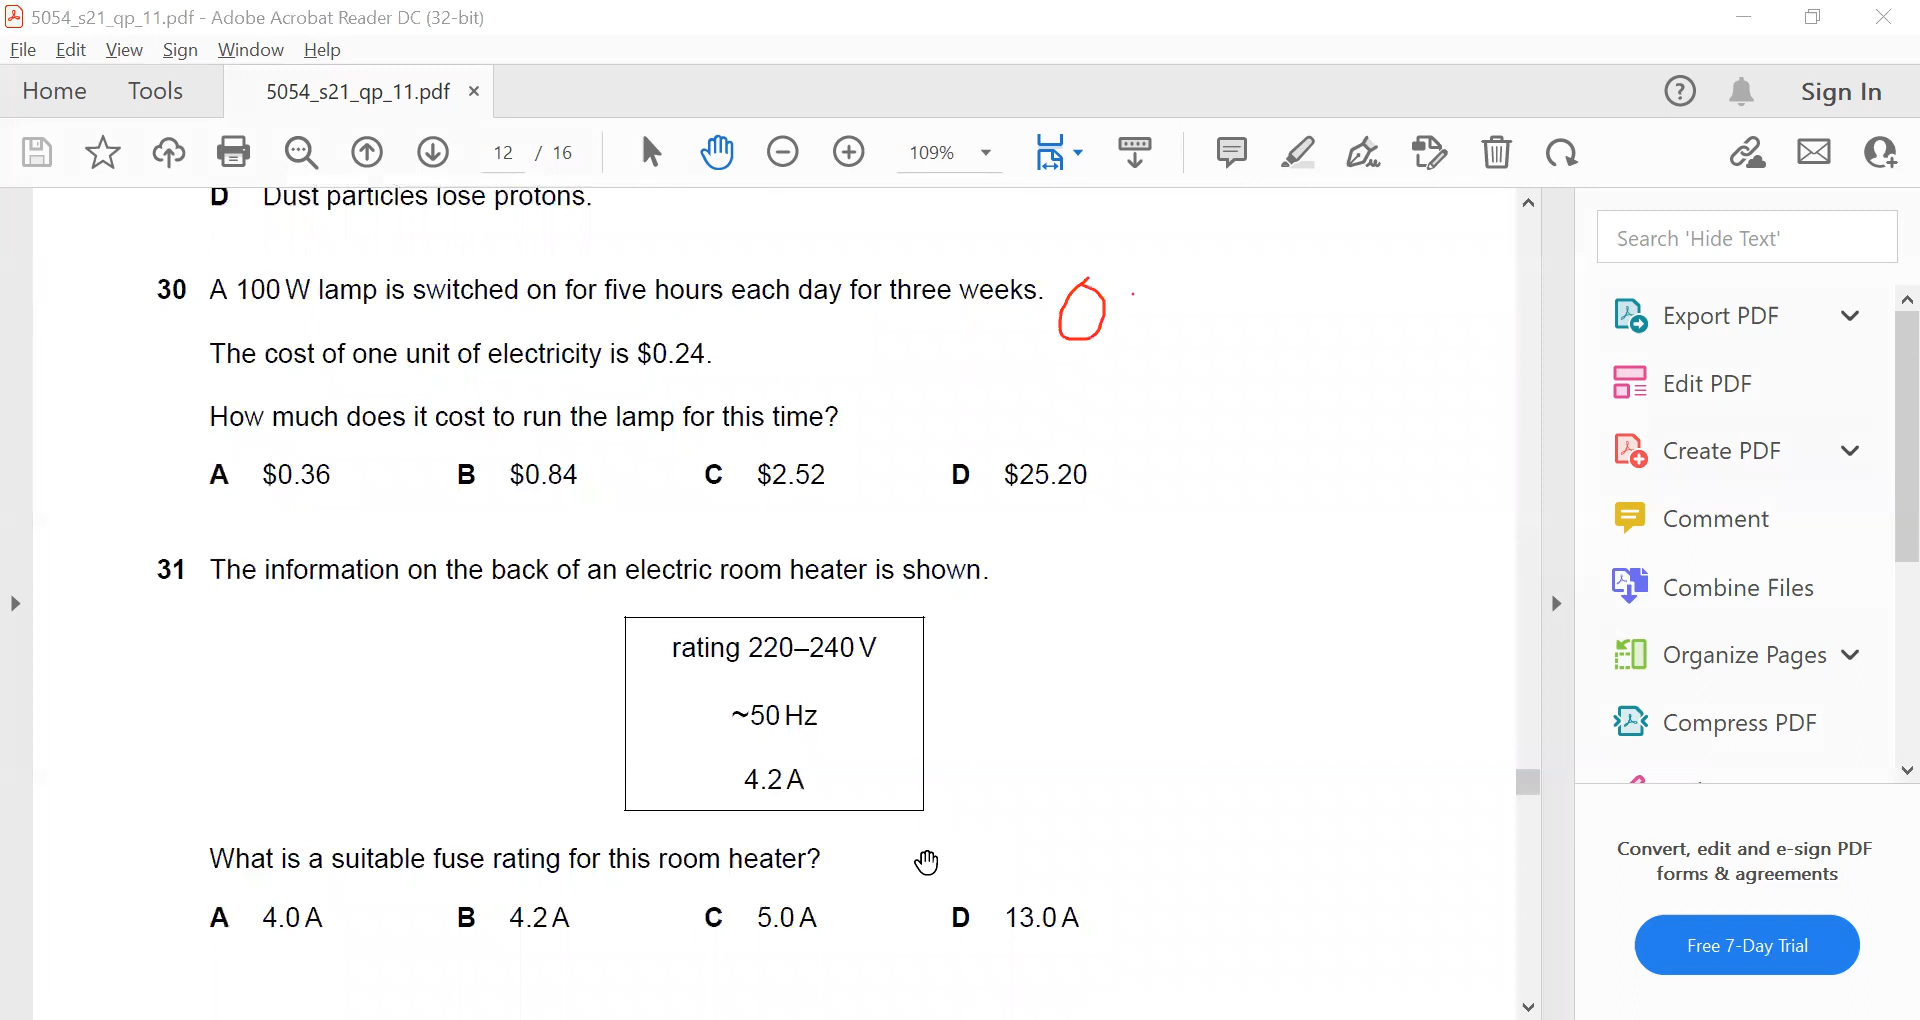 5054_s21_qp_11.pdf - Adobe Acrobat Reader DC (32-bit)
File Edit View Sign Window Help
Home Tools 5054_s21_qp_11.pdf × Sign In
12 / 16 109%
D Dust particles lose protons.
30 A 100 W lamp is switched on for five hours each day for three weeks.
The cost of one unit of electricity is $0.24.
How much does it cost to run the lamp for this time?
A $0.36 B $0.84 C $2.52 D $25.20
31 The information on the back of an electric room heater is shown.
rating 220–240 V
~50 Hz
4.2 A
What is a suitable fuse rating for this room heater?
A 4.0 A B 4.2 A C 5.0 A D 13.0 A
Search 'Hide Text'
Export PDF
Edit PDF
Create PDF
Comment
Combine Files
Organize Pages
Compress PDF
Convert, edit and e-sign PDF
forms & agreements
Free 7-Day Trial